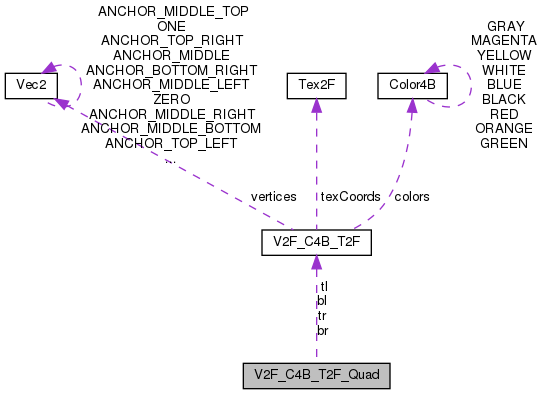 ANCHOR_MIDDLE_TOP
ONE
ANCHOR_TOP_RIGHT
ANCHOR_MIDDLE
ANCHOR_BOTTOM_RIGHT
ANCHOR_MIDDLE_LEFT
ZERO
ANCHOR_MIDDLE_RIGHT
ANCHOR_MIDDLE_BOTTOM
ANCHOR_TOP_LEFT
...
GRAY
MAGENTA
YELLOW
WHITE
BLUE
BLACK
RED
ORANGE
GREEN
Vec2
Tex2F
Color4B
vertices
texCoords
colors
V2F_C4B_T2F
tl
bl
tr
br
V2F_C4B_T2F_Quad